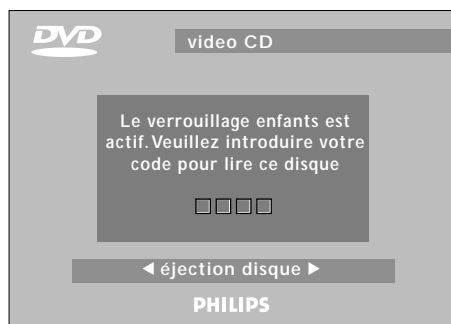 DVD
video CD
Le verrouillage enfants est
actif. Veuillez introduire votre
code pour lire ce disque
◀ éjection disque ▶
PHILIPS